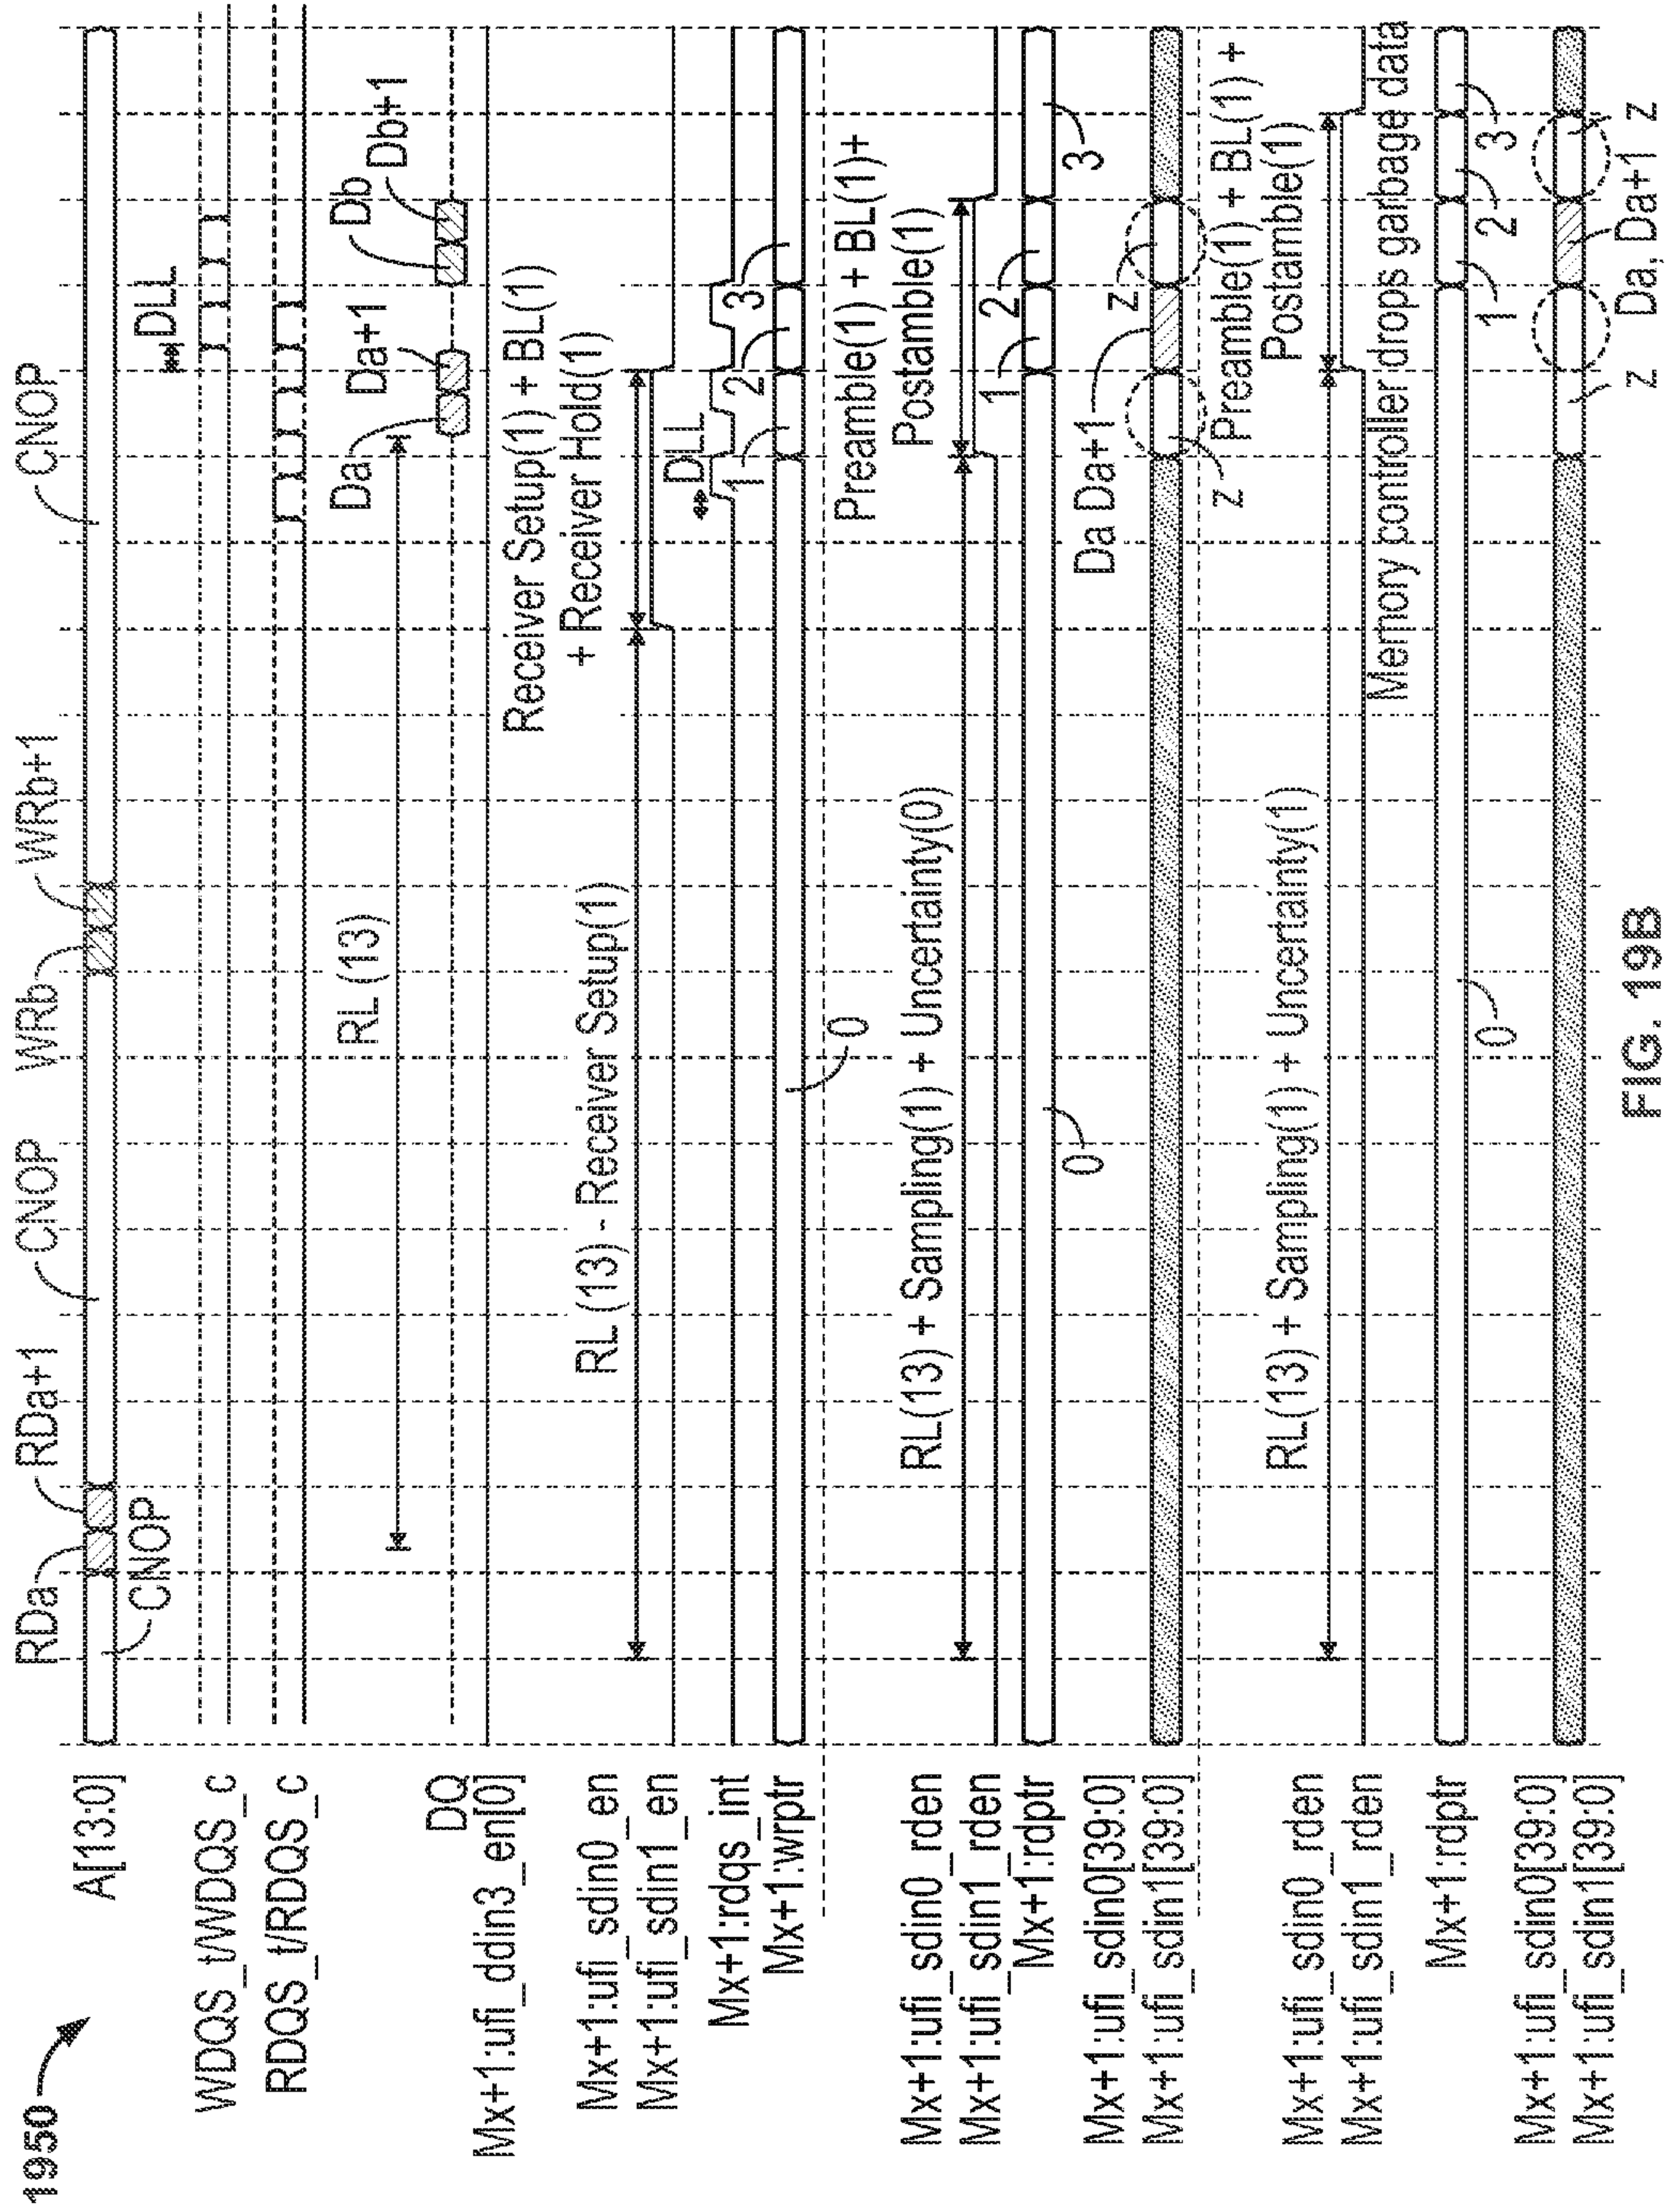 1950
RDa RDa+1 CNOP WRb WRb+1 CNOP
A[13:0]
CNOP
DLL
WDQS_t/WDQS_c
RDQS_t/RDQS_c
RL (13)
Da Da+1 Db Db+1
DQ
Mx+1:ufi_ddin3_en[0]
Receiver Setup(1) + BL(1)
+ Receiver Hold(1)
RL (13) - Receiver Setup(1)
Mx+1:ufi_sdin0_en
Mx+1:ufi_sdin1_en
DLL
Mx+1:rdqs_int
1 2 3
Mx+1:wrptr
0
Preamble(1) + BL(1)+
Postamble(1)
RL(13) + Sampling(1) + Uncertainty(0)
Mx+1:ufi_sdin0_rden
Mx+1:ufi_sdin1_rden
1 2
Mx+1:rdptr
0 3
Da Da+1 z
Mx+1:ufi_sdin0[39:0]
Mx+1:ufi_sdin1[39:0]
z
Preamble(1) + BL(1) +
Postamble(1)
RL(13) + Sampling(1) + Uncertainty(1)
Mx+1:ufi_sdin0_rden
Mx+1:ufi_sdin1_rden
Memory controller drops garbage data
Mx+1:rdptr
0 1 2 3
Mx+1:ufi_sdin0[39:0]
Mx+1:ufi_sdin1[39:0]
z Da, Da+1 z
FIG. 19B